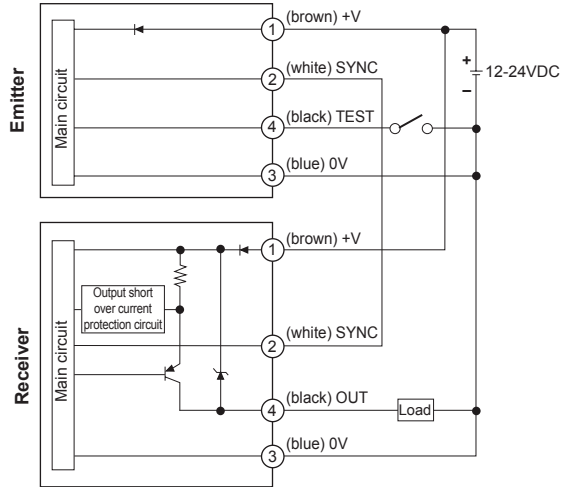 Emitter
Main circuit
1 (brown) +V
2 (white) SYNC
4 (black) TEST
3 (blue) 0V
+
12-24VDC
−
Receiver
Main circuit
Output short
over current
protection circuit
1 (brown) +V
2 (white) SYNC
4 (black) OUT
Load
3 (blue) 0V